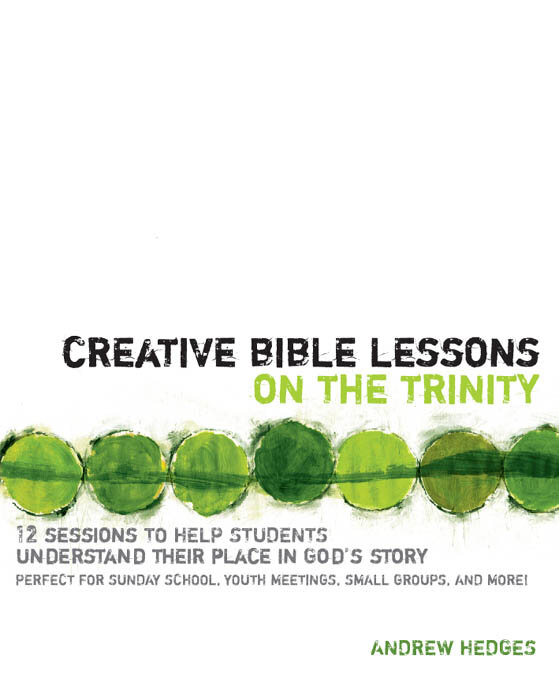 CREATIVE BIBLE LESSONS
ON THE TRINITY
12 SESSIONS TO HELP STUDENTS
UNDERSTAND THEIR PLACE IN GOD'S STORY
PERFECT FOR SUNDAY SCHOOL, YOUTH MEETINGS, SMALL GROUPS, AND MORE!
ANDREW HEDGES